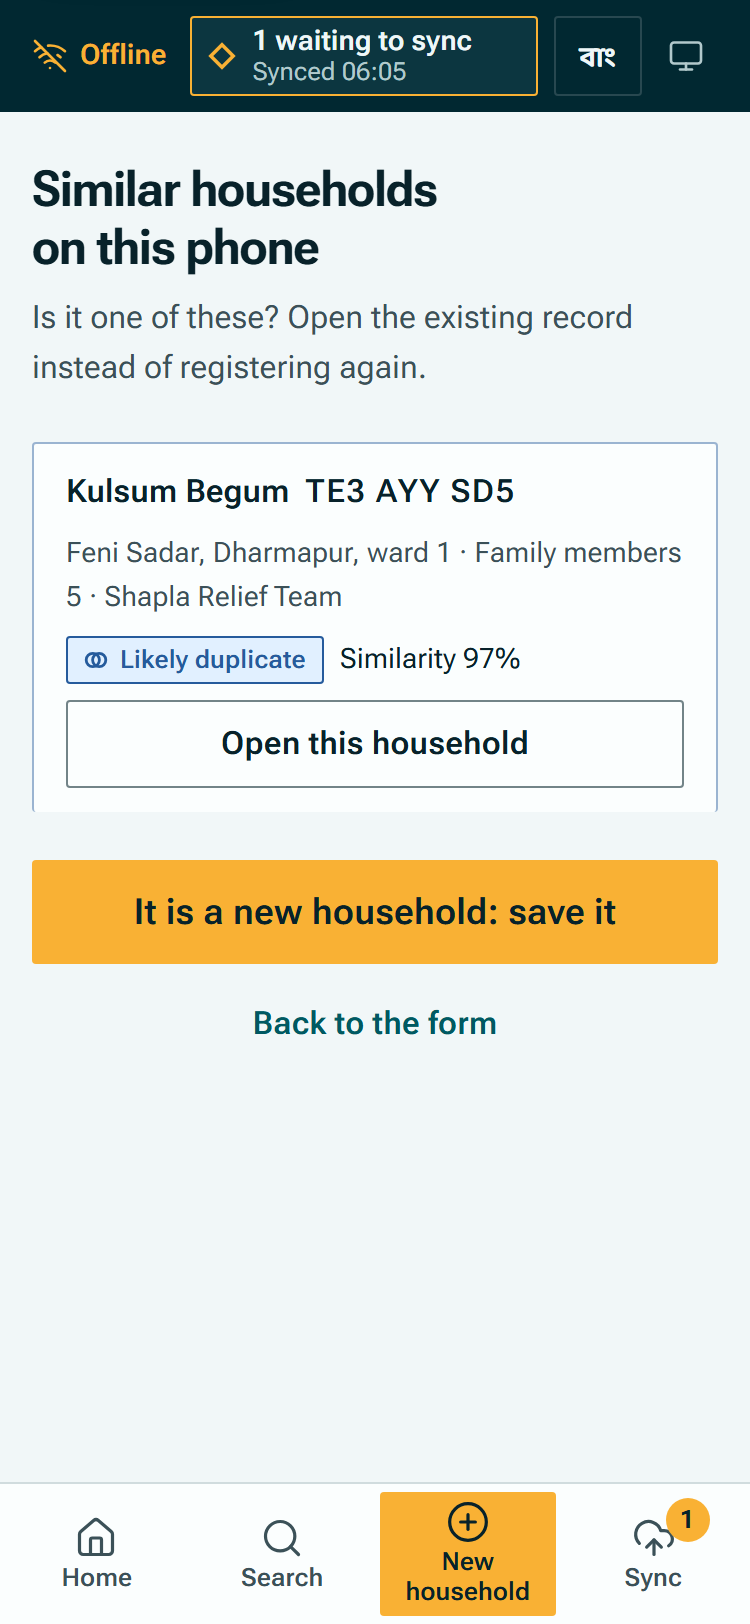 Offline
1 waiting to sync
Synced 06:05
বাং
Similar households
on this phone
Is it one of these? Open the existing record
instead of registering again.
Kulsum Begum TE3 AYY SD5
Feni Sadar, Dharmapur, ward 1 · Family members
5 · Shapla Relief Team
Likely duplicate Similarity 97%
Open this household
It is a new household: save it
Back to the form
Home
Search
New
household
1
Sync